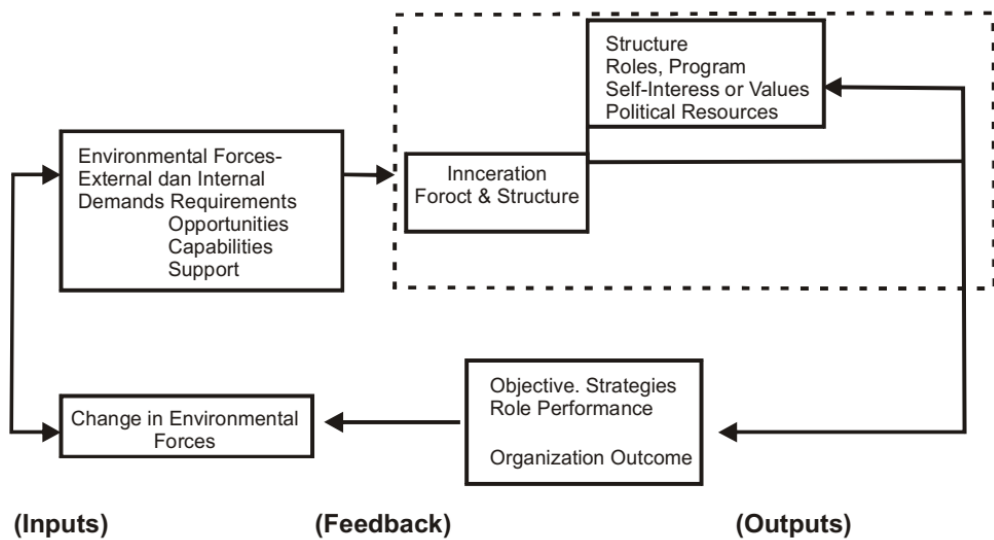 Structure
Roles, Program
Self-Interess or Values
Political Resources
Environmental Forces-
External dan Internal
Demands Requirements
Opportunities
Capabilities
Support
Innceration
Foroct & Structure
Objective. Strategies
Role Performance
Organization Outcome
Change in Environmental
Forces
(Inputs)
(Feedback)
(Outputs)